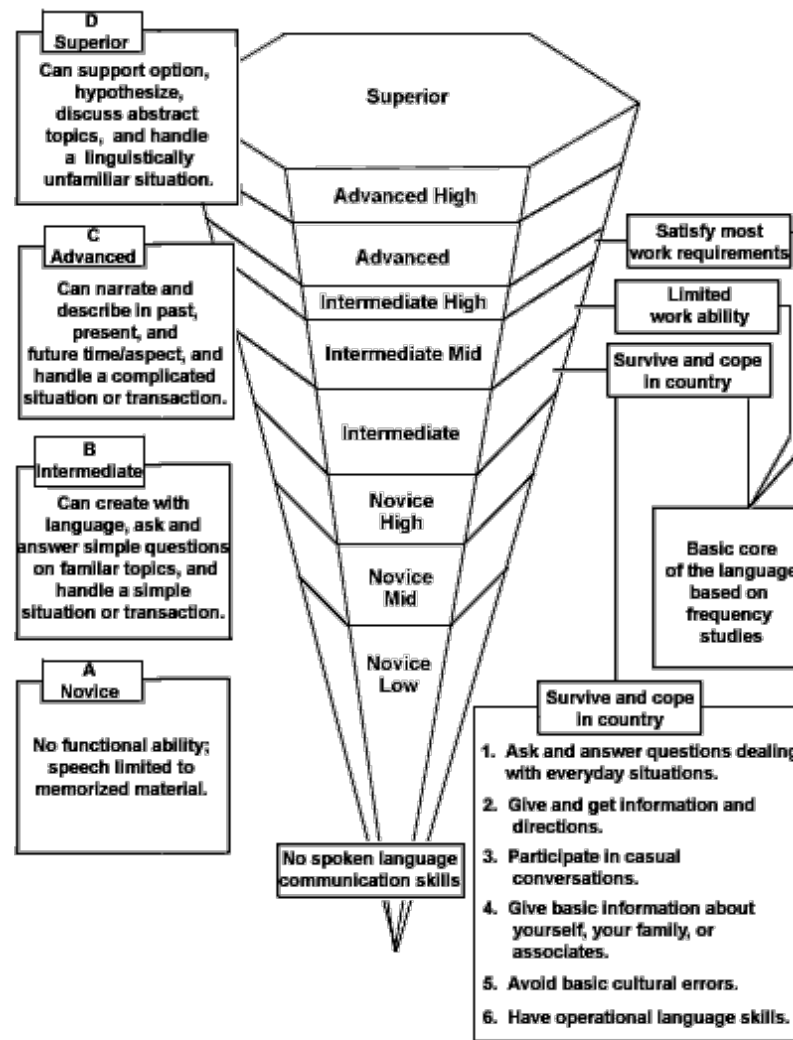 D
Superior
Can support option,
hypothesize,
discuss abstract
topics, and handle
a linguistically
unfamiliar situation.
C
Advanced
Can narrate and
describe in past,
present, and
future time/aspect, and
handle a complicated
situation or transaction.
B
Intermediate
Can create with
language, ask and
answer simple questions
on familar topics, and
handle a simple
situation or transaction.
A
Novice
No functional ability;
speech limited to
memorized material.
Superior
Advanced High
Advanced
Intermediate High
Intermediate Mid
Intermediate
Novice
High
Novice
Mid
Novice
Low
No spoken language
communication skills
Satisfy most
work requirements
Limited
work ability
Survive and cope
in country
Basic core
of the language
based on
frequency
studies
Survive and cope
in country
1. Ask and answer questions dealing
with everyday situations.
2. Give and get information and
directions.
3. Participate in casual
conversations.
4. Give basic information about
yourself, your family, or
associates.
5. Avoid basic cultural errors.
6. Have operational language skills.